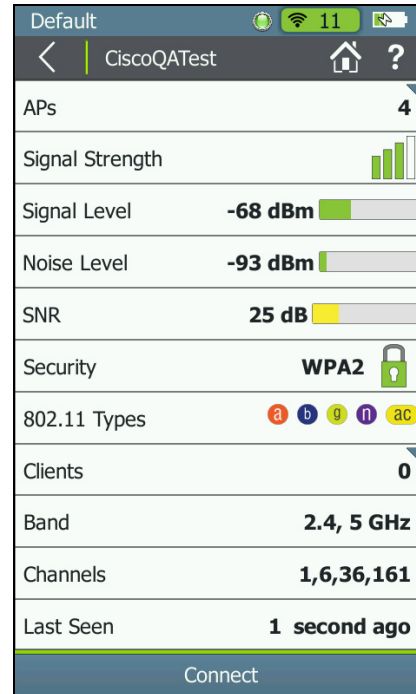 Default 11
CiscoQATest ?
APs 4
Signal Strength
Signal Level -68 dBm
Noise Level -93 dBm
SNR 25 dB
Security WPA2
802.11 Types a b g n ac
Clients 0
Band 2.4, 5 GHz
Channels 1,6,36,161
Last Seen 1 second ago
Connect